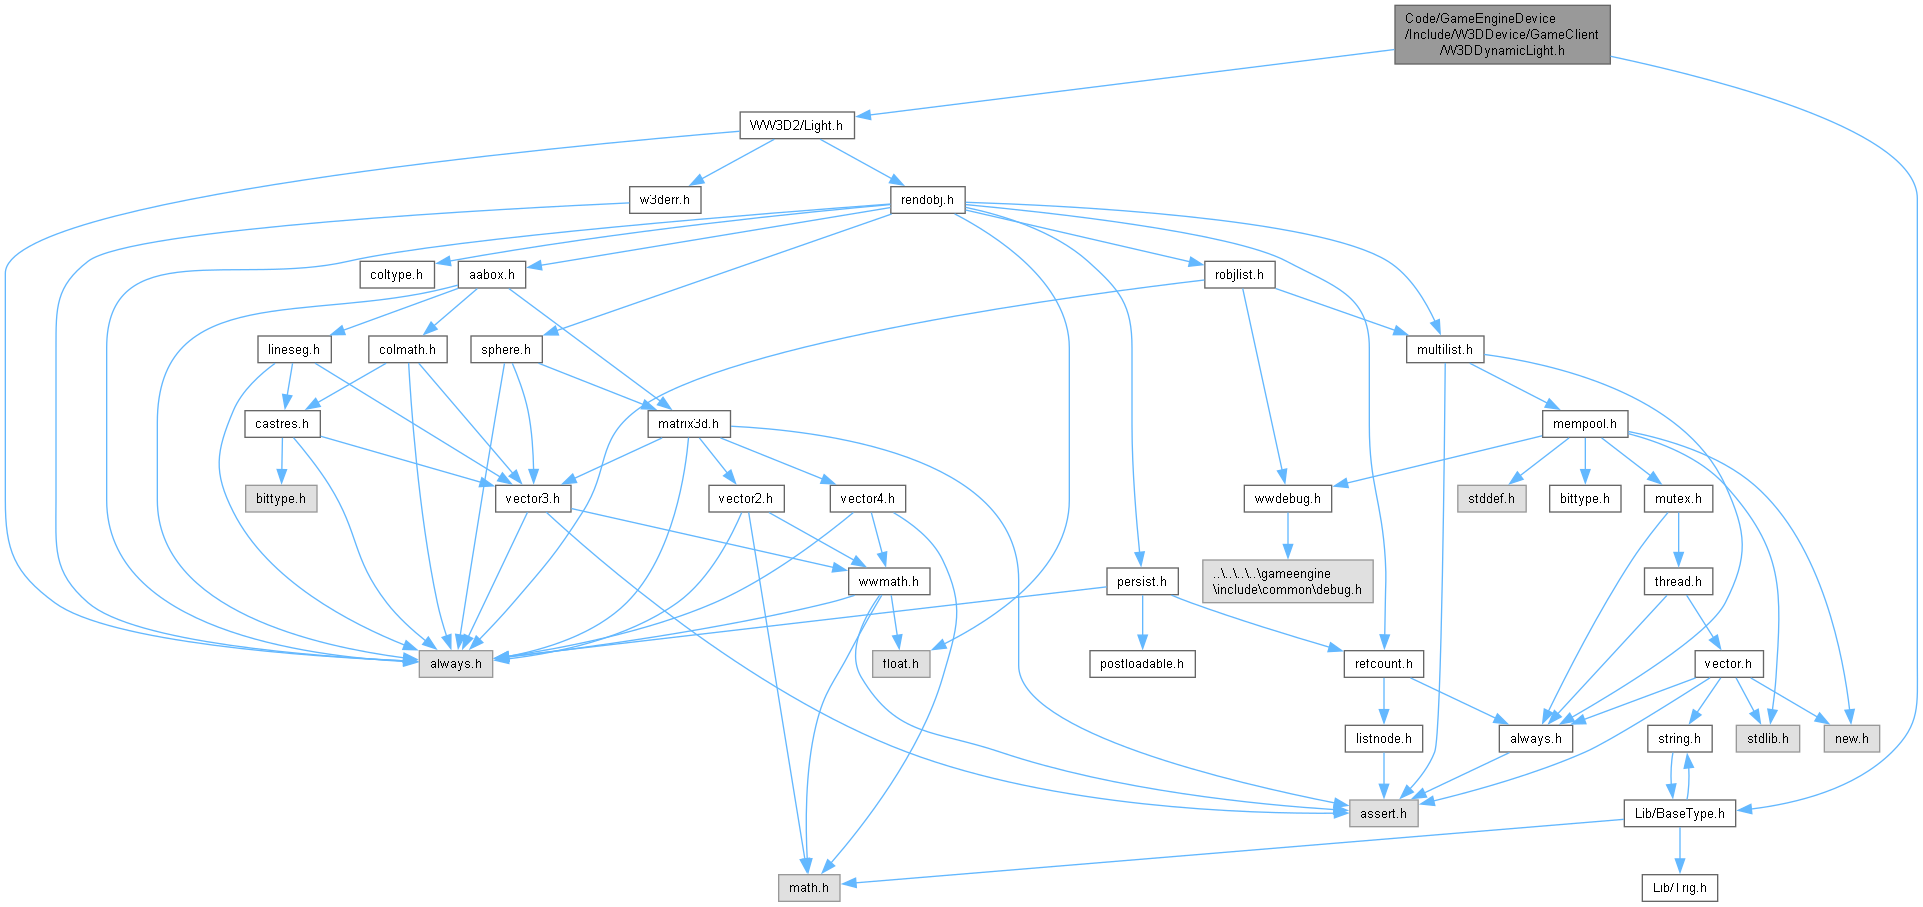 Code/GameEngineDevice
/Include/W3DDevice/GameClient
/W3DDynamicLight.h
WW3D2/Light.h
w3derr.h
rendobj.h
coltype.h
aabox.h
robjlist.h
lineseg.h
colmath.h
sphere.h
multilist.h
castres.h
matrix3d.h
mempool.h
bittype.h
vector3.h
vector2.h
vector4.h
wwdebug.h
stddef.h
bittype.h
mutex.h
wwmath.h
persist.h
..\..\..\..\gameengine
\include\common\debug.h
thread.h
always.h
float.h
postloadable.h
refcount.h
vector.h
listnode.h
always.h
string.h
stdlib.h
new.h
assert.h
Lib/BaseType.h
math.h
Lib/Trig.h